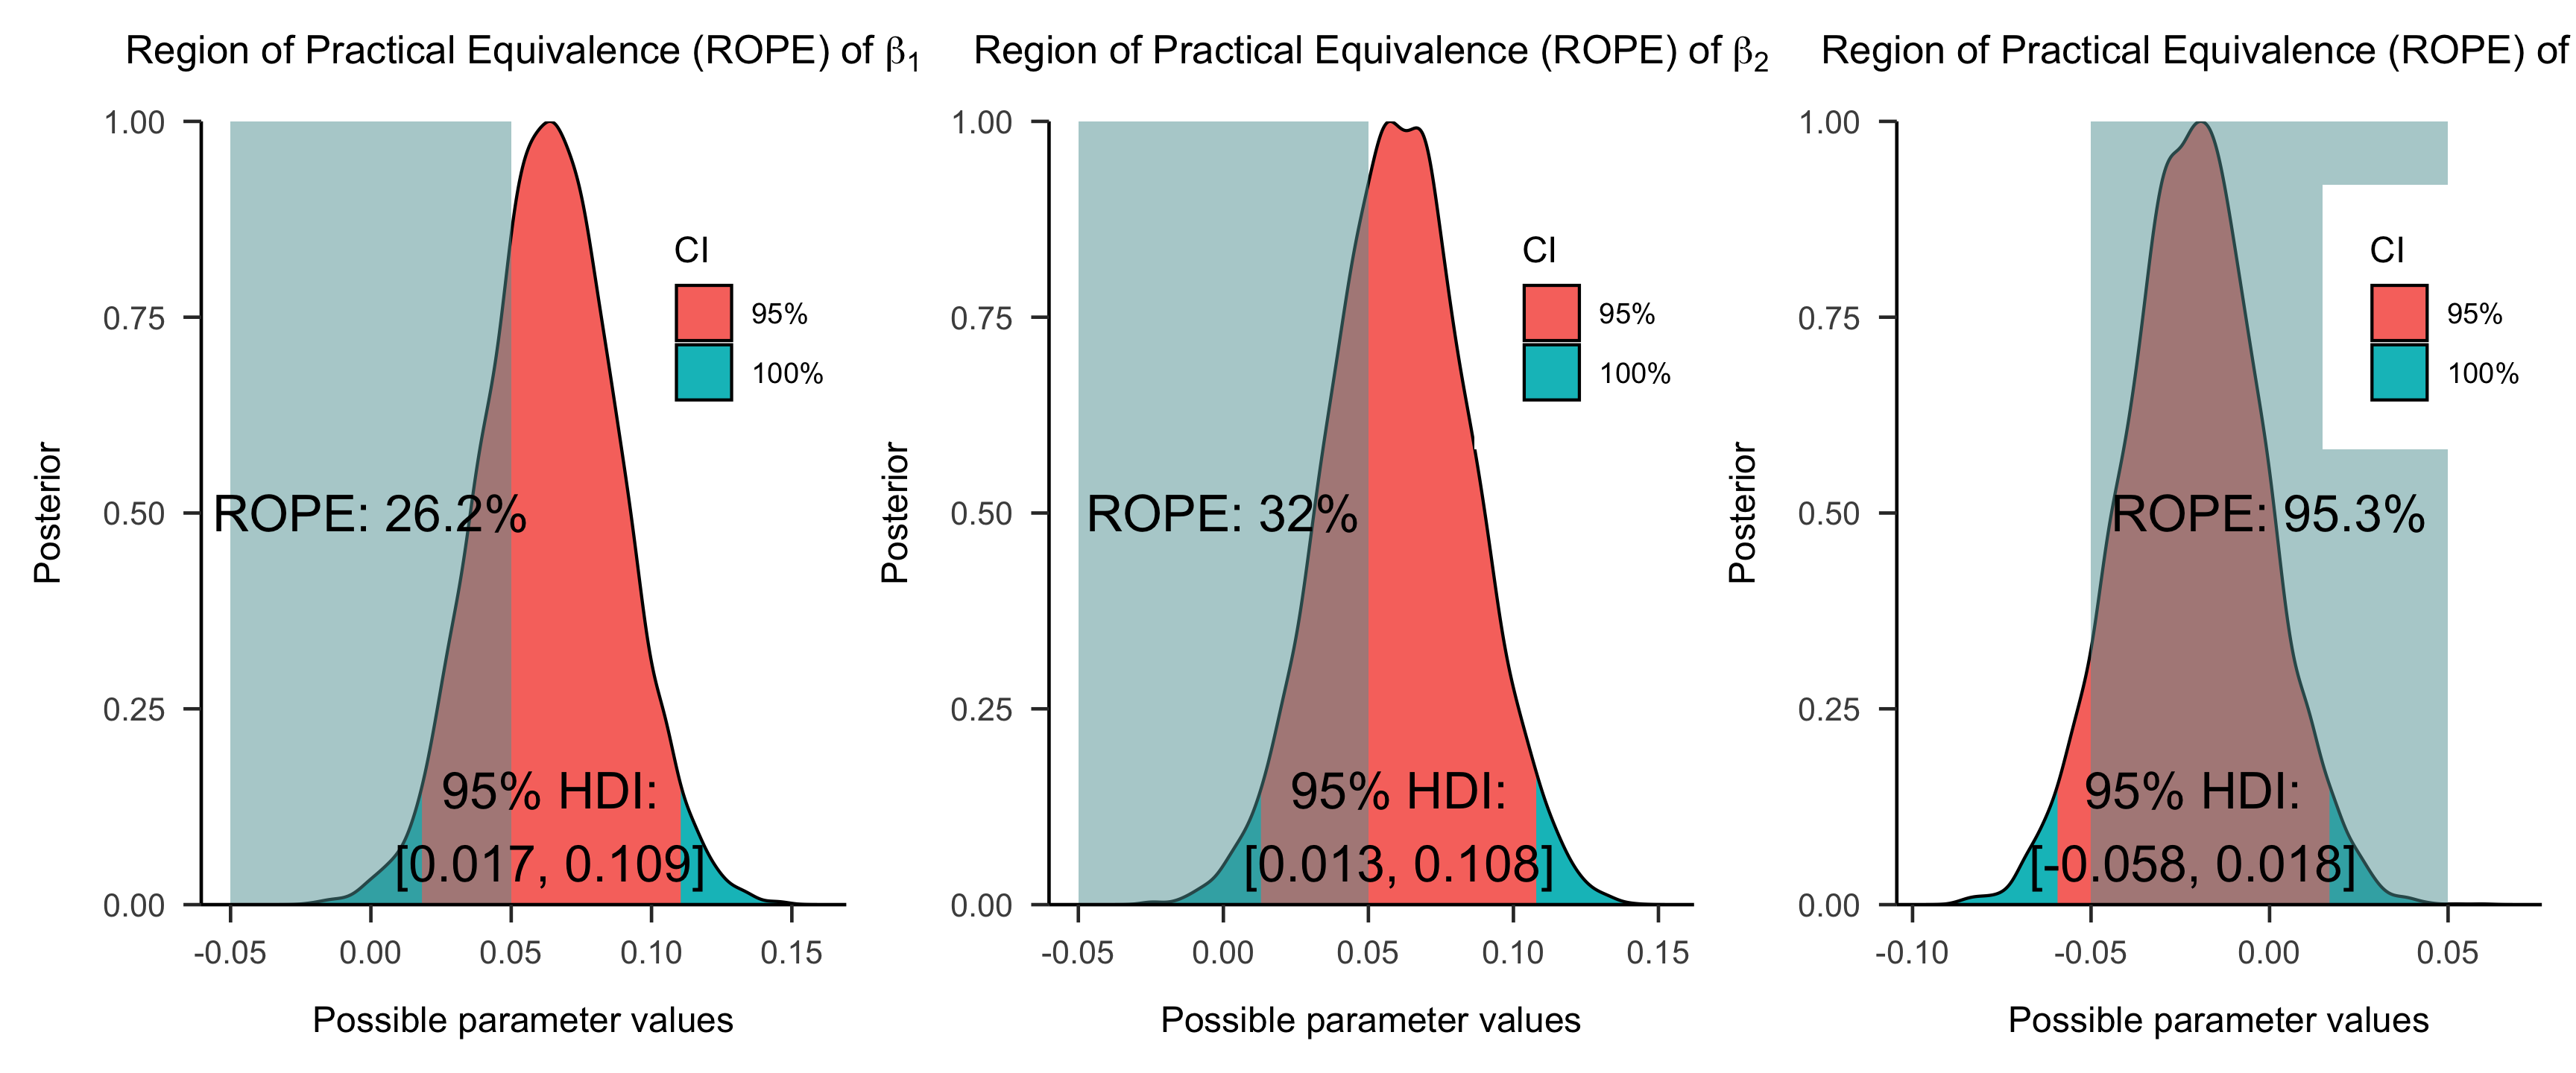 Region of Practical Equivalence (ROPE) of β₁
Posterior
1.00
0.75
0.50
0.25
0.00
CI
95%
100%
ROPE: 26.2%
95% HDI:
[0.017, 0.109]
-0.05 0.00 0.05 0.10 0.15
Possible parameter values
Region of Practical Equivalence (ROPE) of β₂
Posterior
1.00
0.75
0.50
0.25
0.00
CI
95%
100%
ROPE: 32%
95% HDI:
[0.013, 0.108]
-0.05 0.00 0.05 0.10 0.15
Possible parameter values
Region of Practical Equivalence (ROPE) of
Posterior
1.00
0.75
0.50
0.25
0.00
CI
95%
100%
ROPE: 95.3%
95% HDI:
[-0.058, 0.018]
-0.10 -0.05 0.00 0.05
Possible parameter values